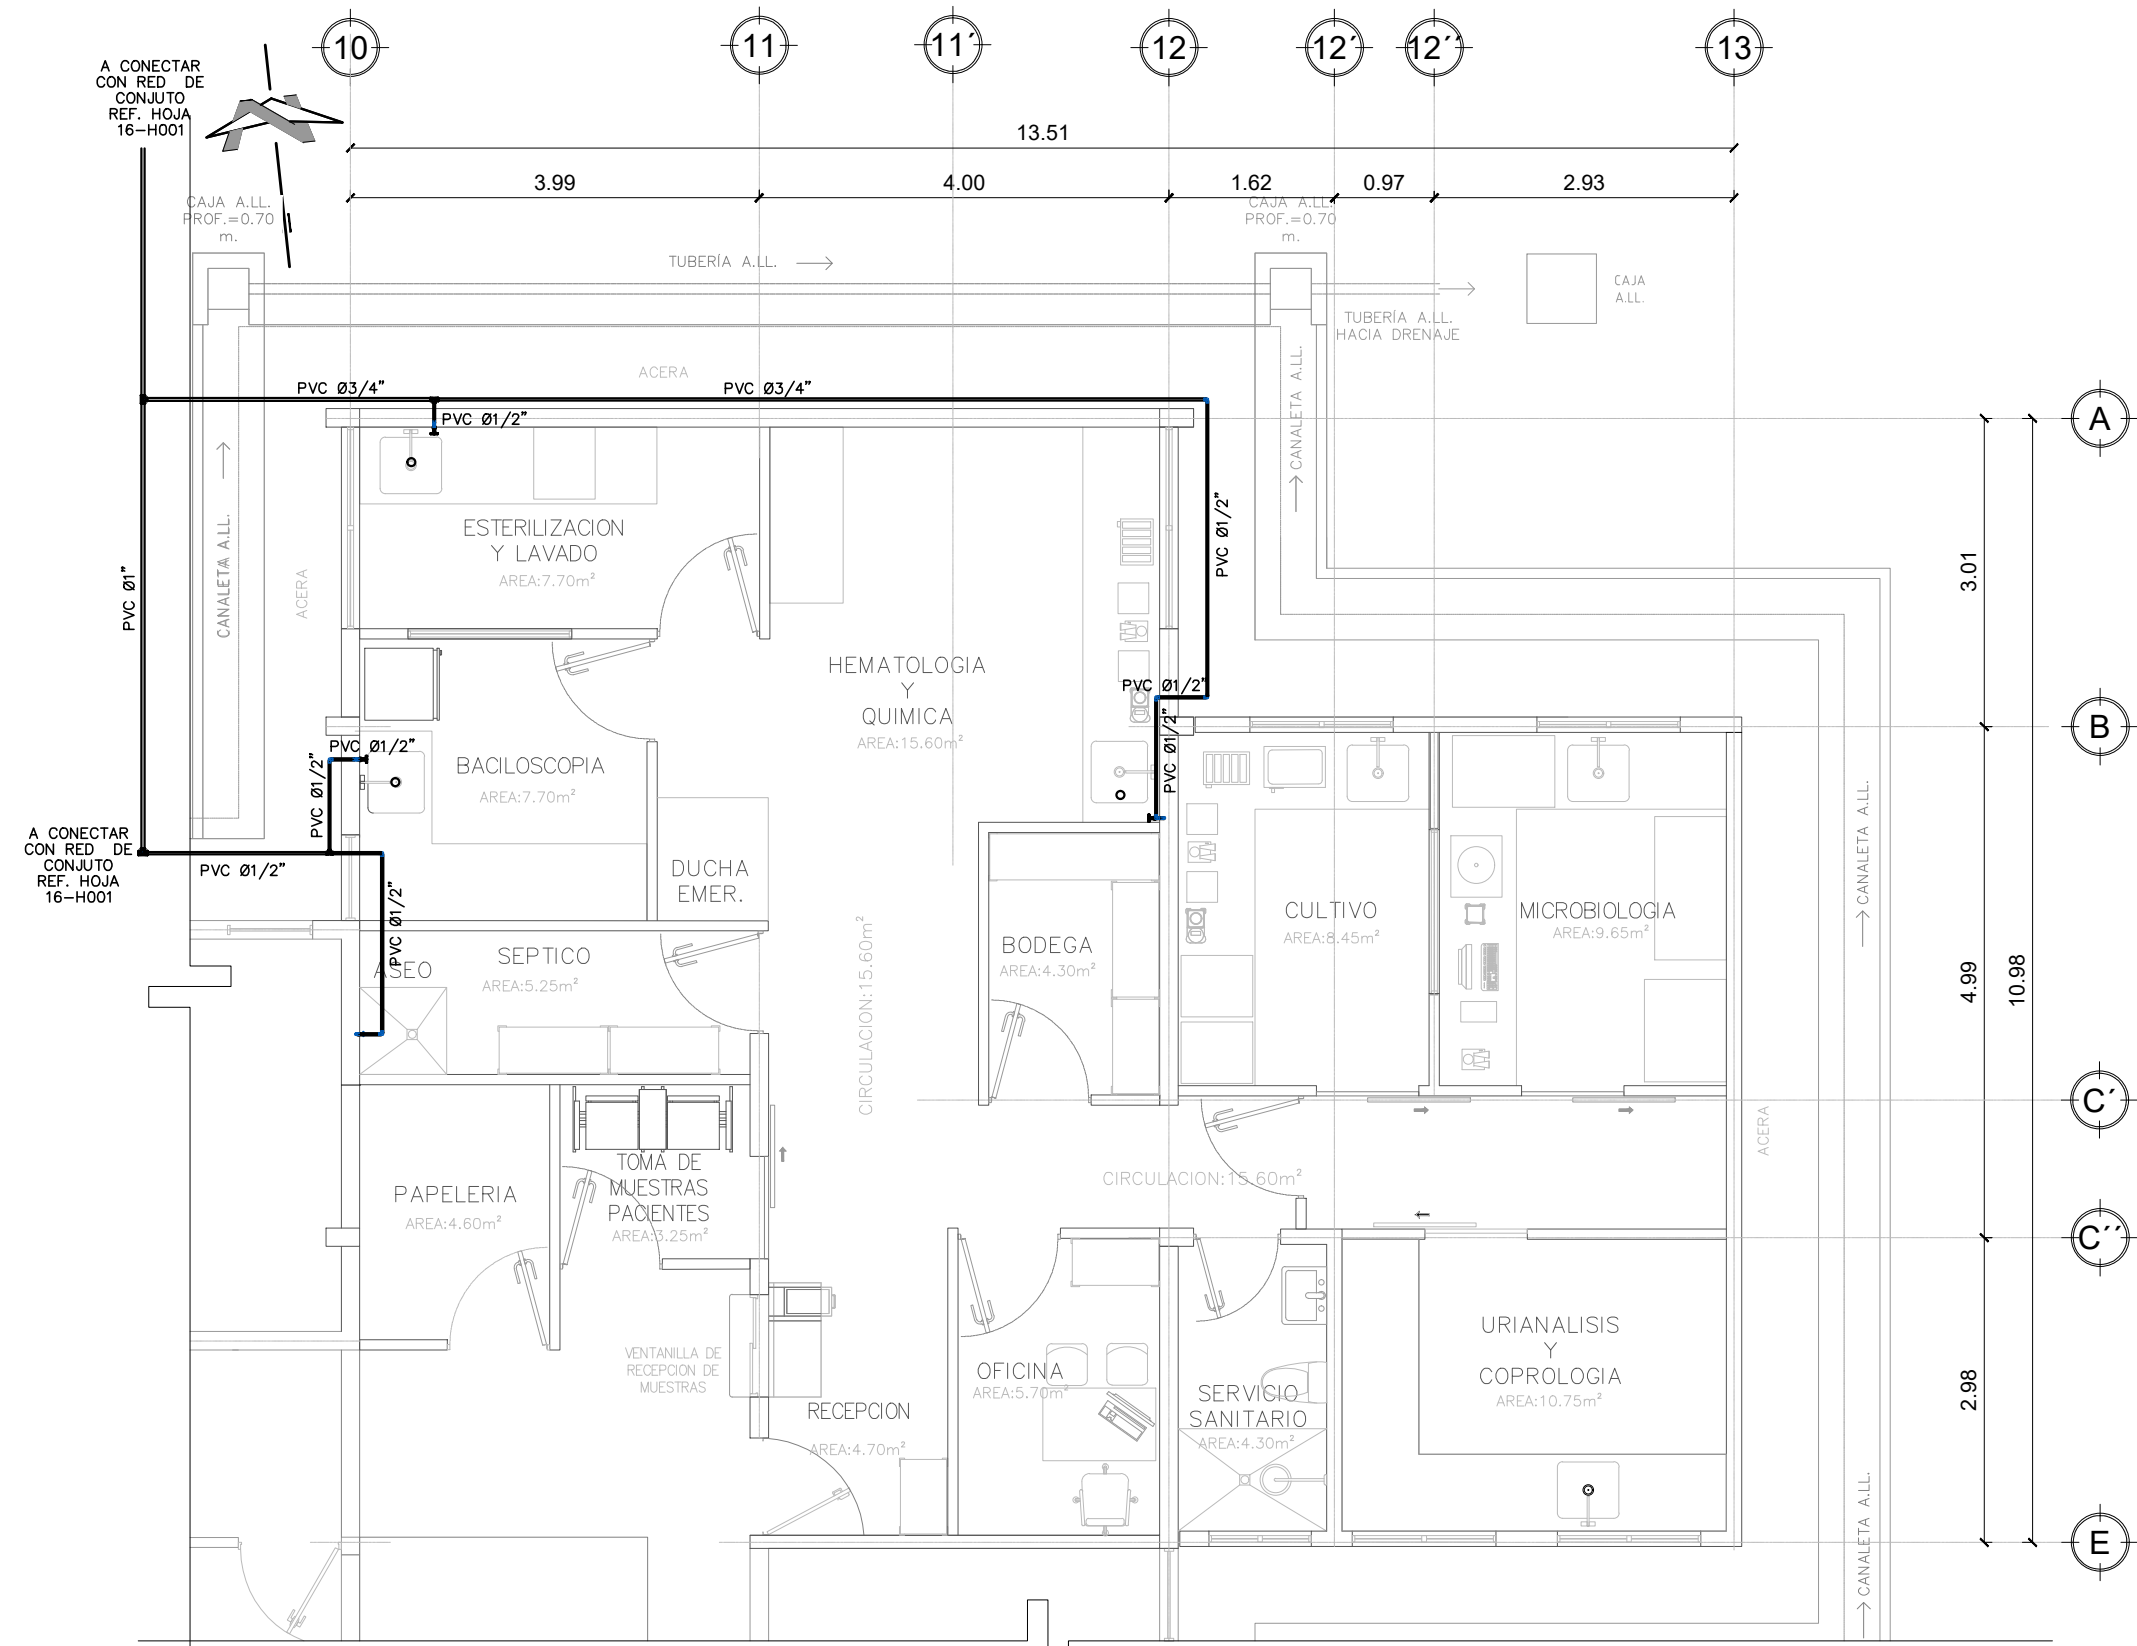 10
11
11´
12
12´
12´´
13
A CONECTAR
CON RED DE
CONJUTO
REF. HOJA
16-H001
13.51
3.99
4.00
1.62
0.97
2.93
CAJA A.LL.
PROF.=0.70
m.
CAJA A.LL.
PROF.=0.70
m.
TUBERÍA A.LL.
CAJA
A.LL.
TUBERÍA A.LL.
HACIA DRENAJE
ACERA
PVC Ø3/4"
PVC Ø3/4"
PVC Ø1/2"
CANALETA A.LL.
A
CANALETA A.LL.
PVC Ø1"
ACERA
ESTERILIZACION
Y LAVADO
AREA:7.70m²
PVC Ø1/2"
3.01
HEMATOLOGIA
Y
QUIMICA
AREA:15.60m²
PVC Ø1/2"
PVC Ø1/2"
B
PVC Ø1/2"
PVC Ø1/2"
BACILOSCOPIA
AREA:7.70m²
A CONECTAR
CON RED DE
CONJUTO
REF. HOJA
16-H001
PVC Ø1/2"
PVC Ø1/2"
DUCHA
EMER.
CANALETA A.LL.
CULTIVO
AREA:8.45m²
MICROBIOLOGIA
AREA:9.65m²
BODEGA
AREA:4.30m²
ASEO
SEPTICO
AREA:5.25m²
CIRCULACION:15.60m²
4.99
10.98
C´
ACERA
TOMA DE
MUESTRAS
PACIENTES
AREA:3.25m²
PAPELERIA
AREA:4.60m²
CIRCULACION:15.60m²
C´´
VENTANILLA DE
RECEPCION DE
MUESTRAS
OFICINA
AREA:5.70m²
SERVICIO
SANITARIO
AREA:4.30m²
URIANALISIS
Y
COPROLOGIA
AREA:10.75m²
2.98
RECEPCION
AREA:4.70m²
CANALETA A.LL.
E